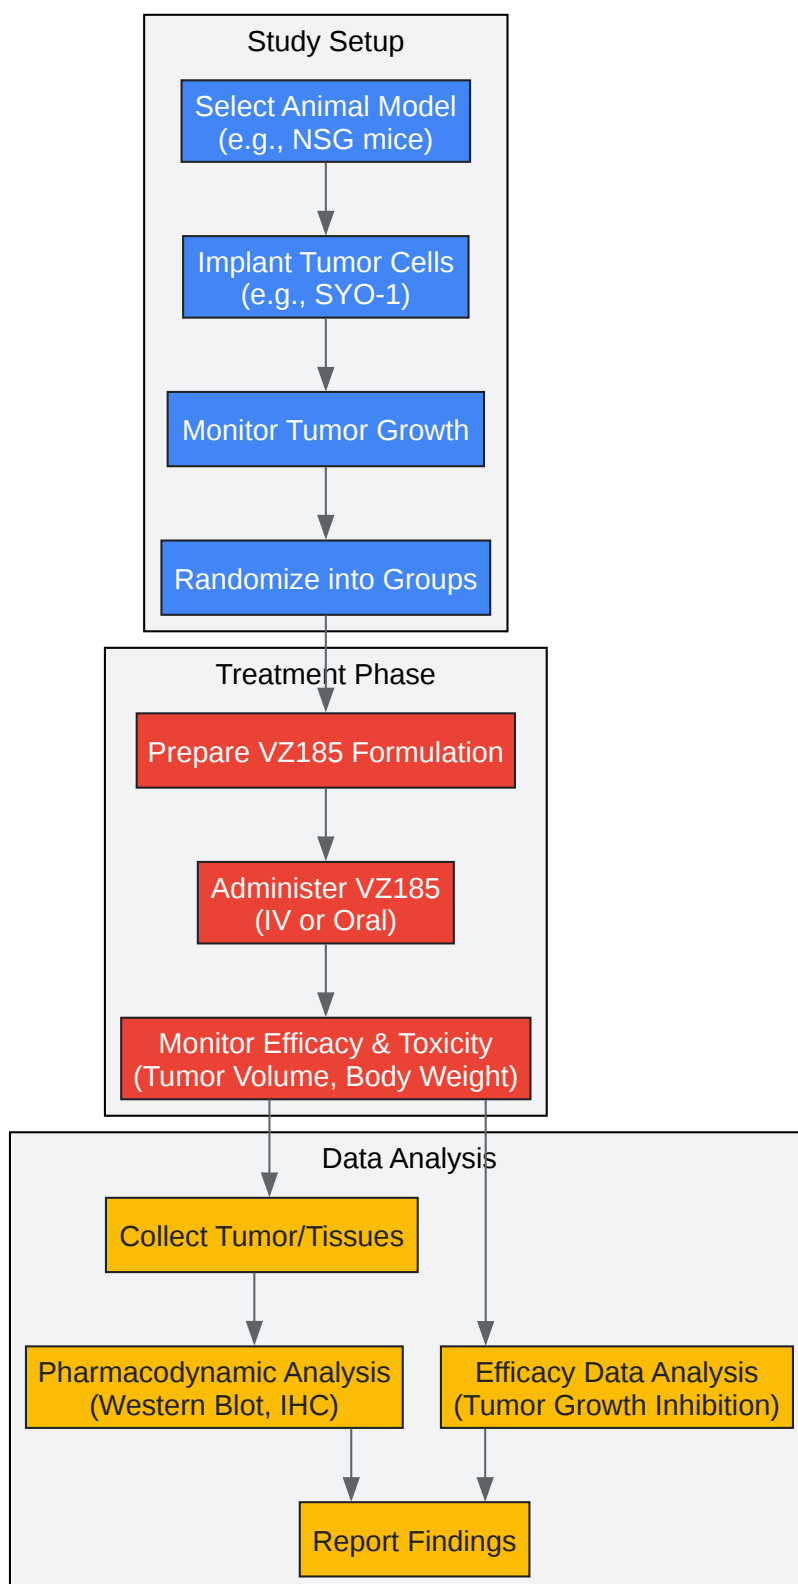 Study Setup
Select Animal Model
(e.g., NSG mice)
Implant Tumor Cells
(e.g., SYO-1)
Monitor Tumor Growth
Randomize into Groups
Treatment Phase
Prepare VZ185 Formulation
Administer VZ185
(IV or Oral)
Monitor Efficacy & Toxicity
(Tumor Volume, Body Weight)
Data Analysis
Collect Tumor/Tissues
Pharmacodynamic Analysis
(Western Blot, IHC)
Efficacy Data Analysis
(Tumor Growth Inhibition)
Report Findings